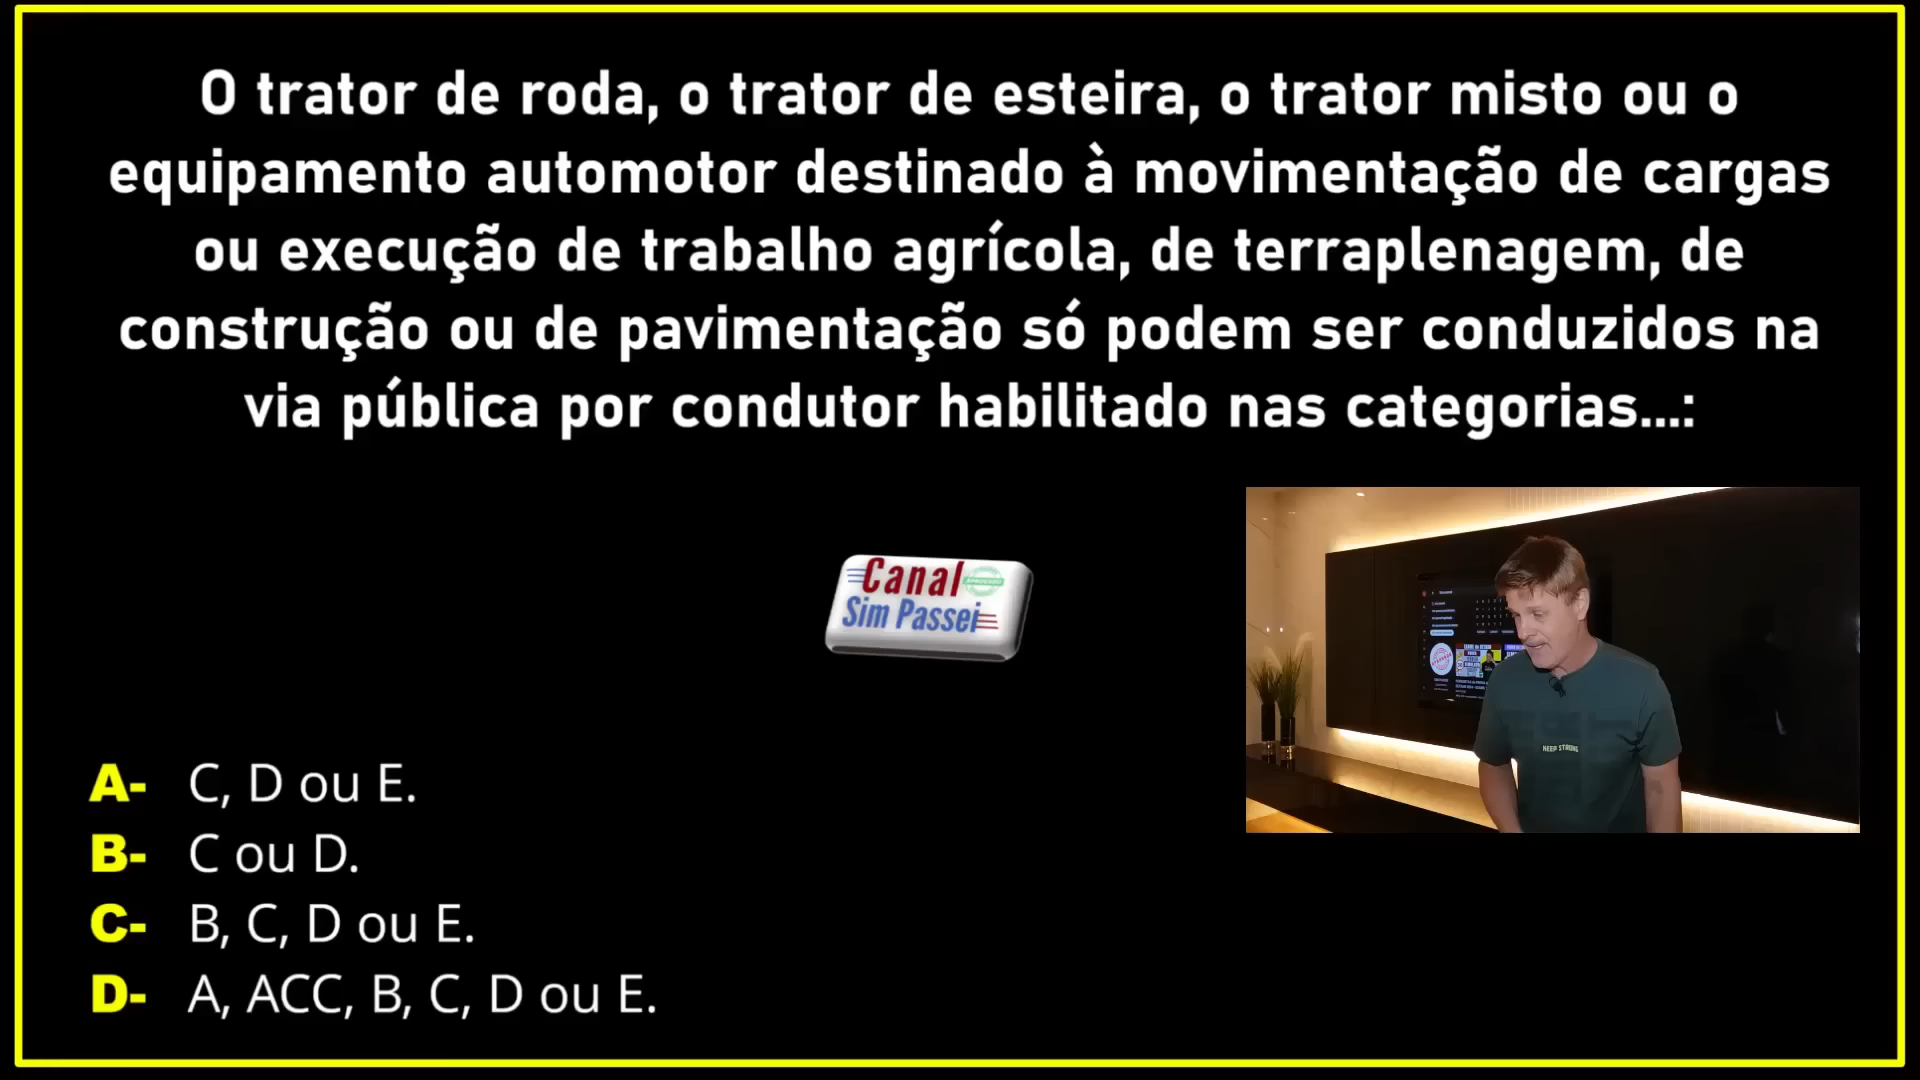 O trator de roda, o trator de esteira, o trator misto ou o
equipamento automotor destinado à movimentação de cargas
ou execução de trabalho agrícola, de terraplenagem, de
construção ou de pavimentação só podem ser conduzidos na
via pública por condutor habilitado nas categorias...:
Canal
Sim Passei
KEEP STRONG
A- C, D ou E.
B- C ou D.
C- B, C, D ou E.
D- A, ACC, B, C, D ou E.